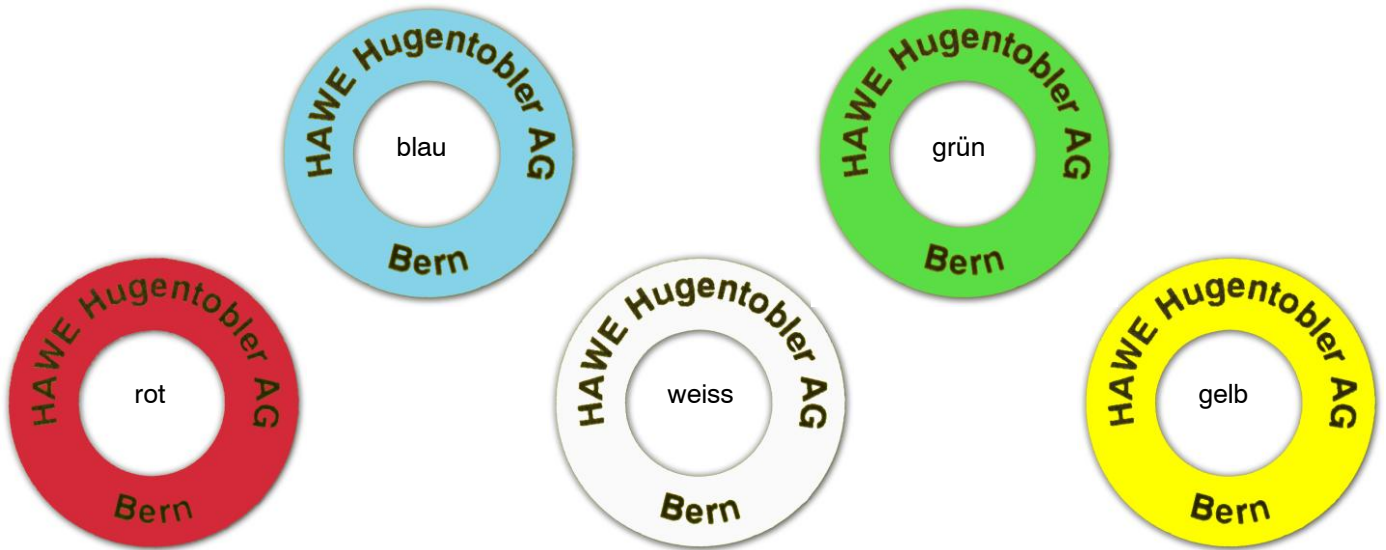 HAWE Hugentobler AG
blau
Bern
HAWE Hugentobler AG
grün
Bern
HAWE Hugentobler AG
rot
Bern
HAWE Hugentobler AG
weiss
Bern
HAWE Hugentobler AG
gelb
Bern